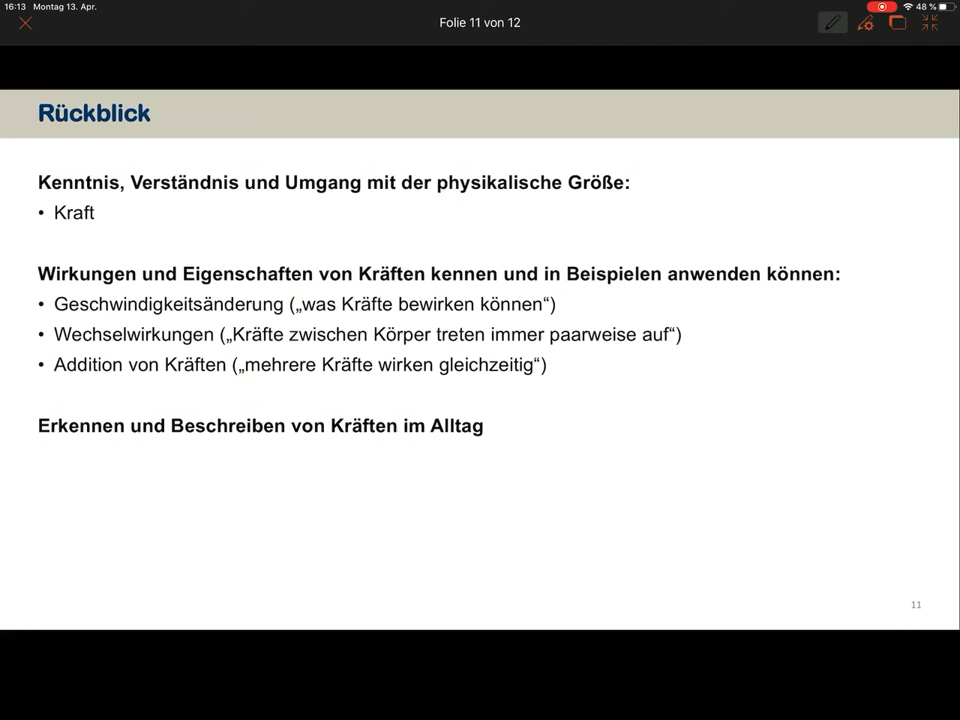 16:13 Montag 13. Apr.
48 %
Folie 11 von 12
Rückblick
Kenntnis, Verständnis und Umgang mit der physikalische Größe:
• Kraft
Wirkungen und Eigenschaften von Kräften kennen und in Beispielen anwenden können:
• Geschwindigkeitsänderung („was Kräfte bewirken können“)
• Wechselwirkungen („Kräfte zwischen Körper treten immer paarweise auf“)
• Addition von Kräften („mehrere Kräfte wirken gleichzeitig“)
Erkennen und Beschreiben von Kräften im Alltag
11